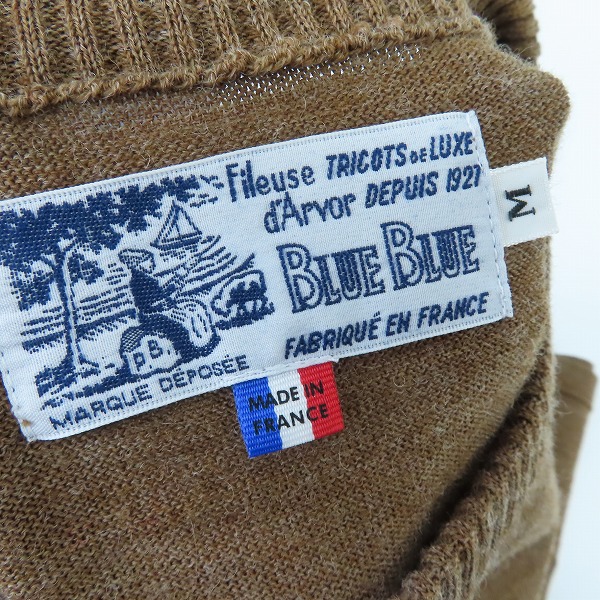 Fileuse TRICOTS DE LUXE
d'Arvor DEPUIS 1927
BLUE BLUE
FABRIQUÉ EN FRANCE
P.B.
MARQUE DÉPOSÉE
MADE IN
FRANCE
M